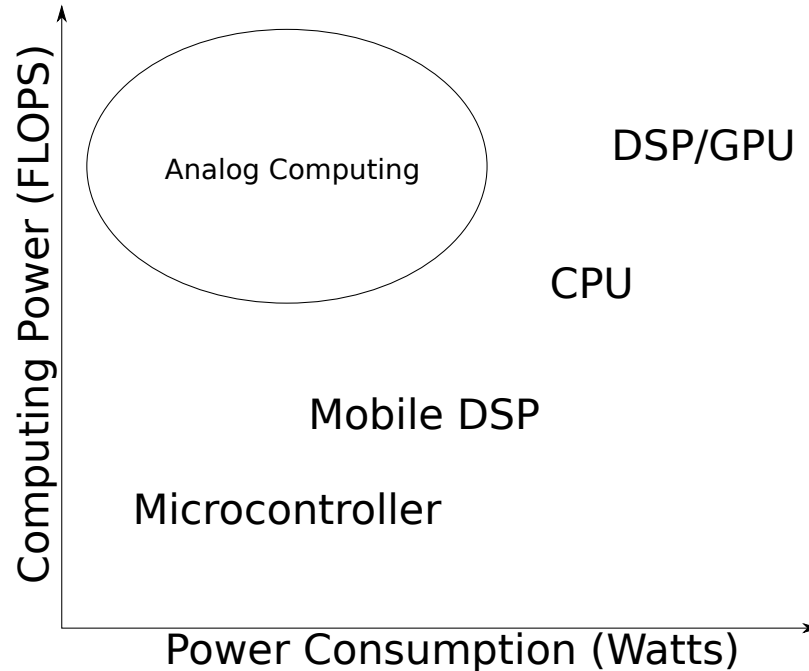 Computing Power (FLOPS)
DSP/GPU
Analog Computing
CPU
Mobile DSP
Microcontroller
Power Consumption (Watts)